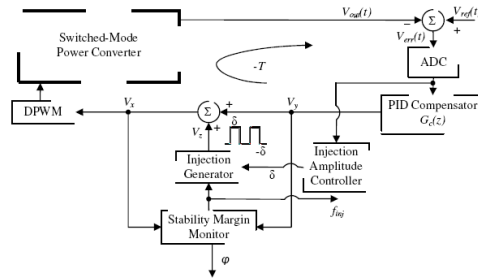 Switched-Mode
Power Converter
V_out(t)
V_ref(t)
−
Σ
+
V_err(t)
ADC
-T
DPWM
V_x
Σ
+
+
V_y
PID Compensator
G_c(z)
V_z
δ
-δ
Injection
Generator
δ
Injection
Amplitude
Controller
f_inj
Stability Margin
Monitor
φ